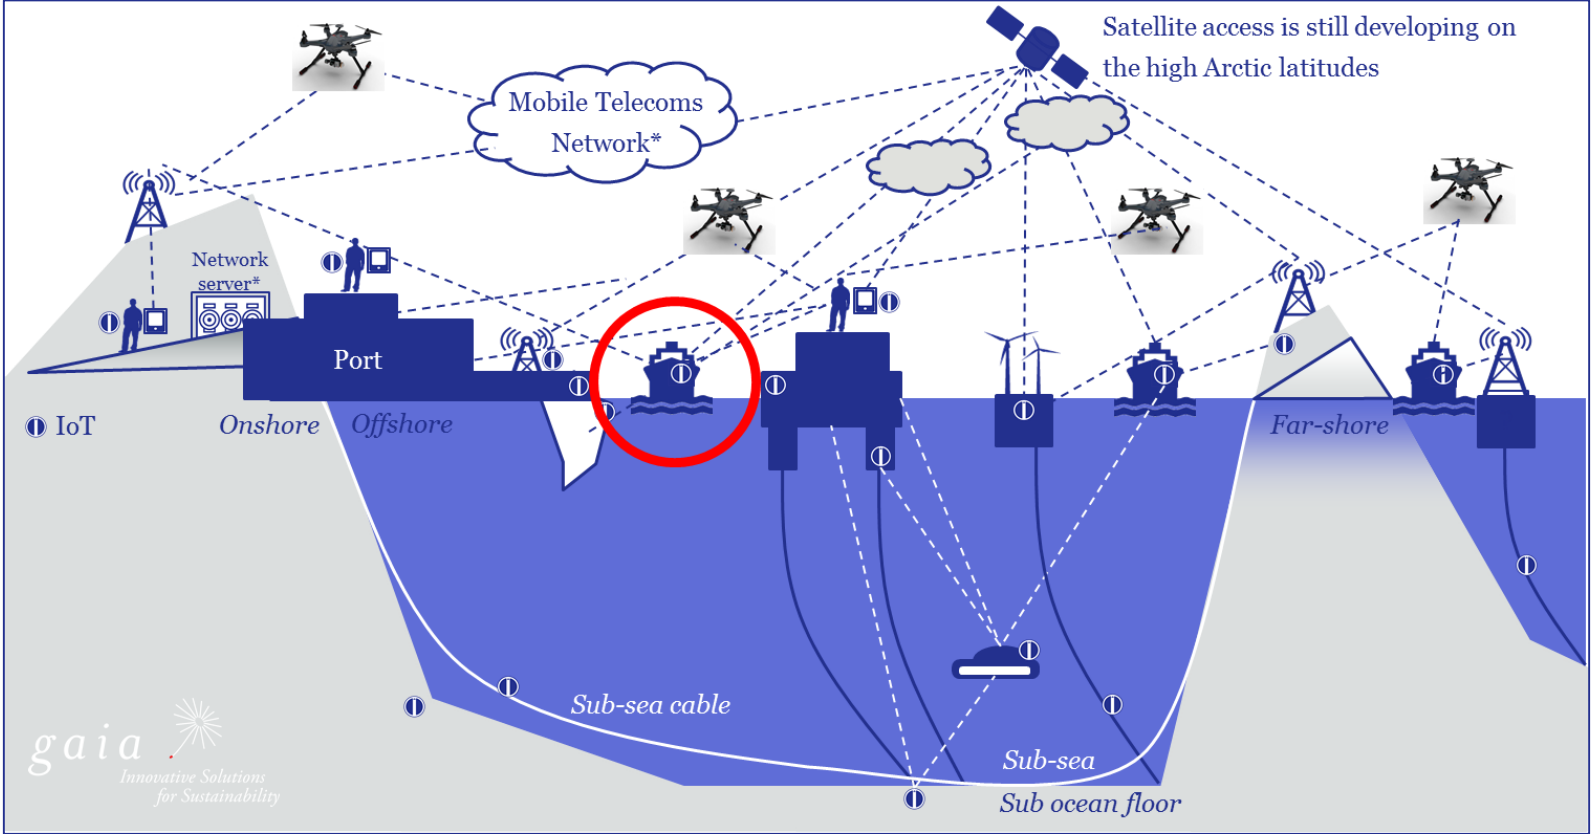 Satellite access is still developing on
the high Arctic latitudes
Mobile Telecoms
Network*
Network
server*
Port
IoT
Onshore
Offshore
Far-shore
Sub-sea cable
Sub-sea
Sub ocean floor
gaia
Innovative Solutions
for Sustainability